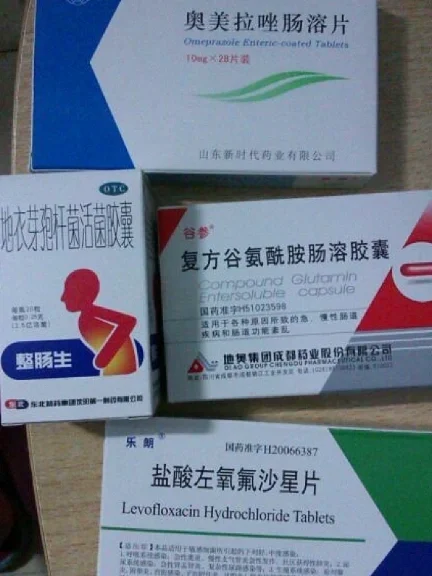 奥美拉唑肠溶片
Omeprazole Enteric-coated Tablets
10mg×28片装
山东新时代药业有限公司
OTC
地衣芽孢杆菌活菌胶囊
整肠生
东北制药集团沈阳第一制药有限公司
谷参®
复方谷氨酰胺肠溶胶囊
Compound Glutamin
Entersoluble capsule
国药准字H51023598
适用于各种原因所致的急、慢性肠道
疾病和肠道功能紊乱
地奥集团成都药业股份有限公司
DI AO GROUP CHENGDU PHARMACEUTICAL CO.,LTD
乐朗®
国药准字H20066387
盐酸左氧氟沙星片
Levofloxacin Hydrochloride Tablets